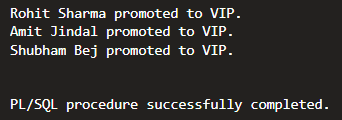 Rohit Sharma promoted to VIP.
Amit Jindal promoted to VIP.
Shubham Bej promoted to VIP.
PL/SQL procedure successfully completed.